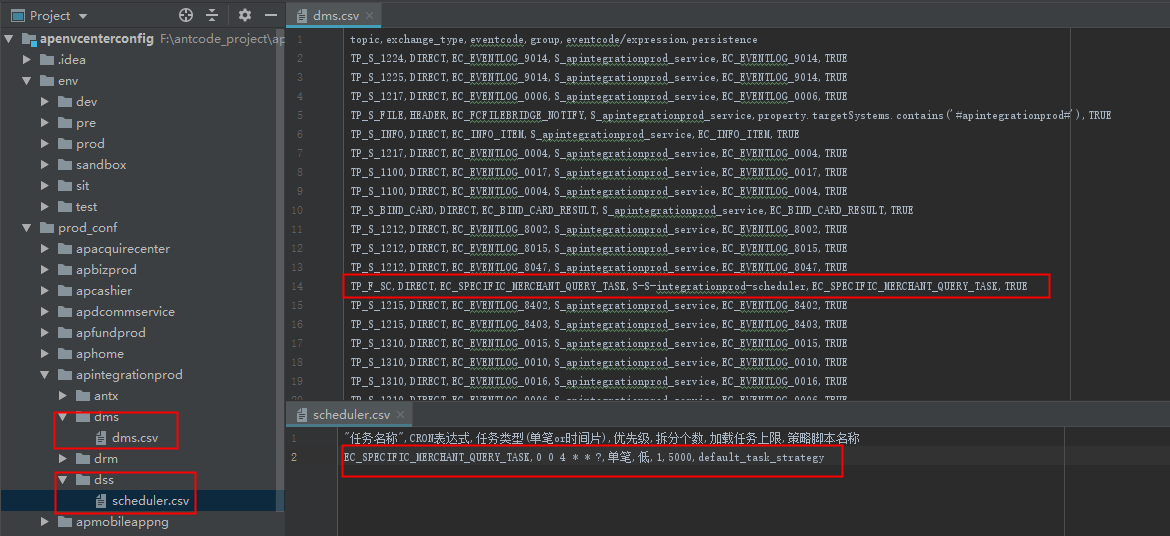 Project
apenvcenterconfig F:\antcode_project\ap
.idea
env
dev
pre
prod
sandbox
sit
test
prod_conf
apacquirecenter
apbizprod
apcashier
apdcommservice
apfundprod
aphome
apintegrationprod
antx
dms
dms.csv
drm
dss
scheduler.csv
apmobileappng
dms.csv
1 topic,exchange_type,eventcode,group,eventcode/expression,persistence
2 TP_S_1224,DIRECT,EC_EVENTLOG_9014,S_apintegrationprod_service,EC_EVENTLOG_9014,TRUE
3 TP_S_1225,DIRECT,EC_EVENTLOG_9014,S_apintegrationprod_service,EC_EVENTLOG_9014,TRUE
4 TP_S_1217,DIRECT,EC_EVENTLOG_0006,S_apintegrationprod_service,EC_EVENTLOG_0006,TRUE
5 TP_S_FILE,HEADER,EC_FCFILEBRIDGE_NOTIFY,S_apintegrationprod_service,property.targetSystems.contains('#apintegrationprod#'),TRUE
6 TP_S_INFO,DIRECT,EC_INFO_ITEM,S_apintegrationprod_service,EC_INFO_ITEM,TRUE
7 TP_S_1217,DIRECT,EC_EVENTLOG_0004,S_apintegrationprod_service,EC_EVENTLOG_0004,TRUE
8 TP_S_1100,DIRECT,EC_EVENTLOG_0017,S_apintegrationprod_service,EC_EVENTLOG_0017,TRUE
9 TP_S_1100,DIRECT,EC_EVENTLOG_0004,S_apintegrationprod_service,EC_EVENTLOG_0004,TRUE
10 TP_S_BIND_CARD,DIRECT,EC_BIND_CARD_RESULT,S_apintegrationprod_service,EC_BIND_CARD_RESULT,TRUE
11 TP_S_1212,DIRECT,EC_EVENTLOG_8002,S_apintegrationprod_service,EC_EVENTLOG_8002,TRUE
12 TP_S_1212,DIRECT,EC_EVENTLOG_8015,S_apintegrationprod_service,EC_EVENTLOG_8015,TRUE
13 TP_S_1212,DIRECT,EC_EVENTLOG_8047,S_apintegrationprod_service,EC_EVENTLOG_8047,TRUE
14 TP_F_SC,DIRECT,EC_SPECIFIC_MERCHANT_QUERY_TASK,S-S-integrationprod-scheduler,EC_SPECIFIC_MERCHANT_QUERY_TASK,TRUE
15 TP_S_1215,DIRECT,EC_EVENTLOG_8402,S_apintegrationprod_service,EC_EVENTLOG_8402,TRUE
16 TP_S_1215,DIRECT,EC_EVENTLOG_8403,S_apintegrationprod_service,EC_EVENTLOG_8403,TRUE
17 TP_S_1310,DIRECT,EC_EVENTLOG_0015,S_apintegrationprod_service,EC_EVENTLOG_0015,TRUE
18 TP_S_1310,DIRECT,EC_EVENTLOG_0010,S_apintegrationprod_service,EC_EVENTLOG_0010,TRUE
19 TP_S_1310,DIRECT,EC_EVENTLOG_0016,S_apintegrationprod_service,EC_EVENTLOG_0016,TRUE
scheduler.csv
1 "任务名称",CRON表达式,任务类型(单笔or时间片),优先级,拆分个数,加载任务上限,策略脚本名称
2 EC_SPECIFIC_MERCHANT_QUERY_TASK,0 0 4 * * ?,单笔,低,1,5000,default_task_strategy